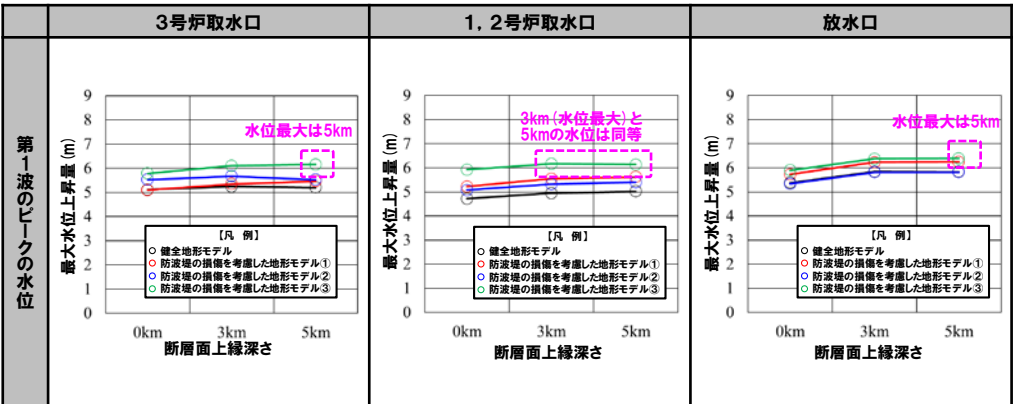 3号炉取水口
1，2号炉取水口
放水口
第1波のピークの水位
最大水位上昇量(m)
9
8
7
6
5
4
3
2
1
0
水位最大は5km
【凡 例】
健全地形モデル
防波堤の損傷を考慮した地形モデル①
防波堤の損傷を考慮した地形モデル②
防波堤の損傷を考慮した地形モデル③
0km 3km 5km
断層面上縁深さ
最大水位上昇量(m)
9
8
7
6
5
4
3
2
1
0
3km(水位最大)と
5kmの水位は同等
【凡 例】
健全地形モデル
防波堤の損傷を考慮した地形モデル①
防波堤の損傷を考慮した地形モデル②
防波堤の損傷を考慮した地形モデル③
0km 3km 5km
断層面上縁深さ
最大水位上昇量(m)
9
8
7
6
5
4
3
2
1
0
水位最大は5km
【凡 例】
健全地形モデル
防波堤の損傷を考慮した地形モデル①
防波堤の損傷を考慮した地形モデル②
防波堤の損傷を考慮した地形モデル③
0km 3km 5km
断層面上縁深さ